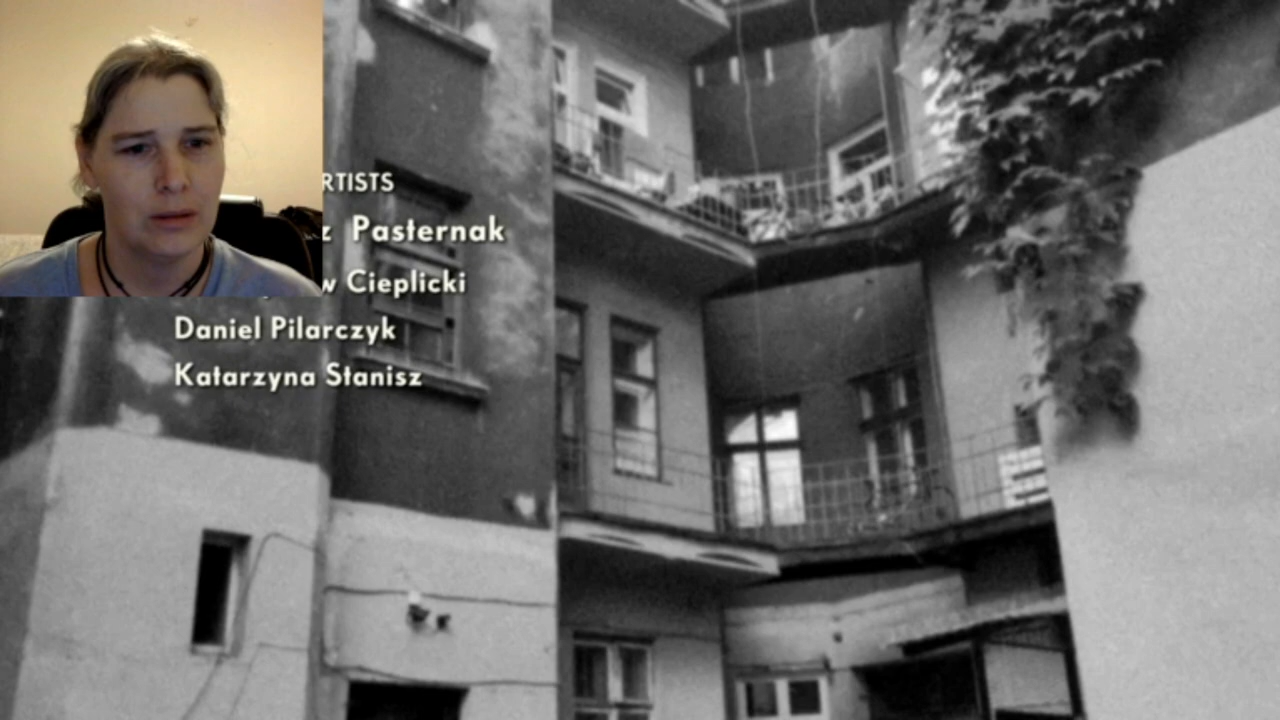 RTISTS
z Pasternak
w Cieplicki
Daniel Pilarczyk
Katarzyna Stanisz